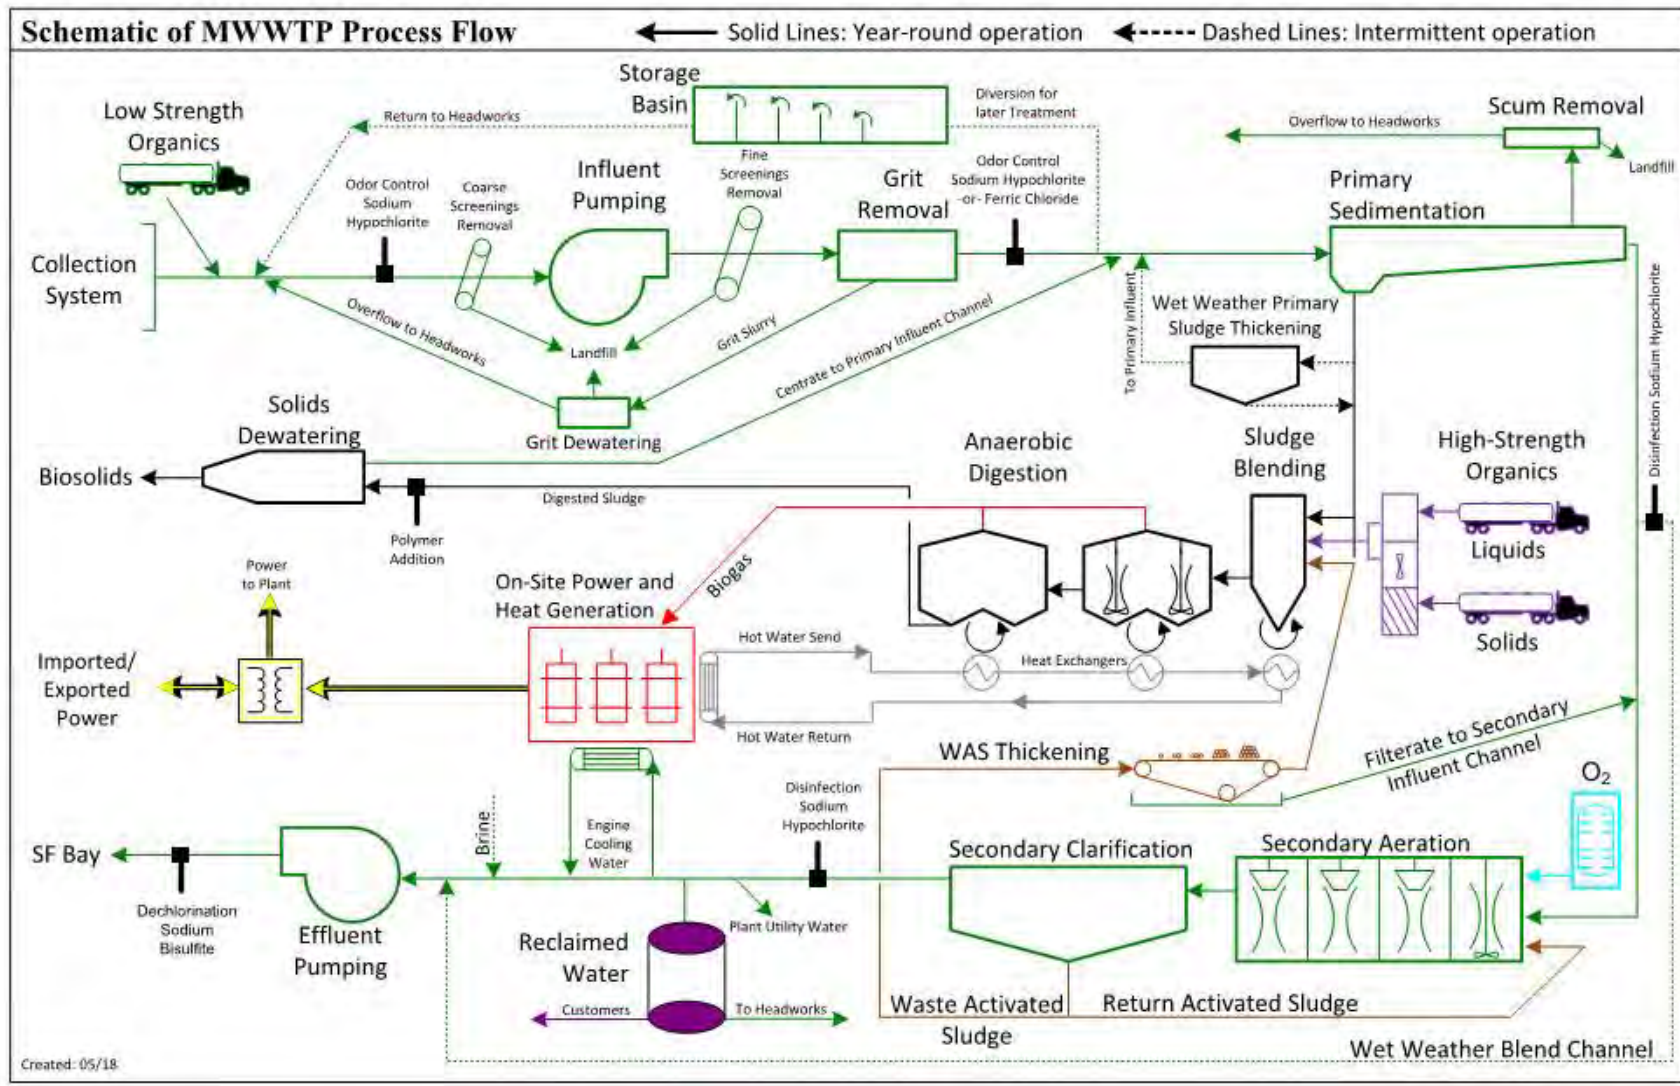 Schematic of MWWTP Process Flow
Solid Lines: Year-round operation
Dashed Lines: Intermittent operation
Storage
Basin
Diversion for
later Treatment
Return to Headworks
Low Strength
Organics
Scum Removal
Overflow to Headworks
Landfill
Odor Control
Sodium
Hypochlorite
Coarse
Screenings
Removal
Influent
Pumping
Fine
Screenings
Removal
Grit
Removal
Odor Control
Sodium Hypochlorite
-or- Ferric Chloride
Primary
Sedimentation
Collection
System
Overflow to Headworks
Landfill
Grit Slurry
Centrate to Primary Influent Channel
To Primary Influent
Wet Weather Primary
Sludge Thickening
Disinfection Sodium Hypochlorite
Grit Dewatering
Solids
Dewatering
Biosolids
Digested Sludge
Polymer
Addition
Anaerobic
Digestion
Sludge
Blending
High-Strength
Organics
Liquids
Solids
Power
to Plant
On-Site Power and
Heat Generation
Biogas
Hot Water Send
Heat Exchangers
Hot Water Return
Imported/
Exported
Power
WAS Thickening
Filterate to Secondary
Influent Channel
O2
Disinfection
Sodium
Hypochlorite
Engine
Cooling
Water
Brine
SF Bay
Dechlorination
Sodium
Bisulfite
Effluent
Pumping
Secondary Clarification
Secondary Aeration
Plant Utility Water
Reclaimed
Water
Customers
To Headworks
Waste Activated
Sludge
Return Activated Sludge
Wet Weather Blend Channel
Created: 05/18